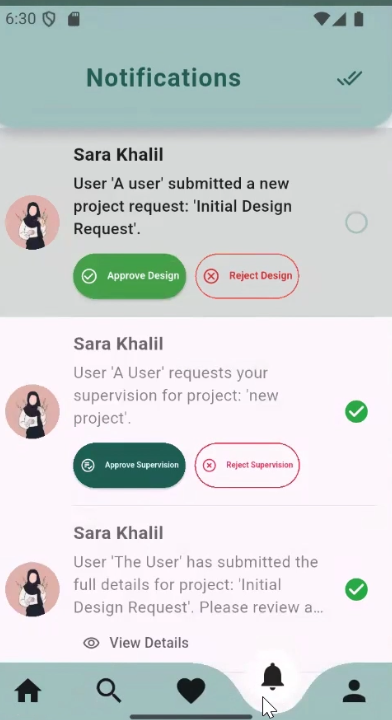 6:30
Notifications
Sara Khalil
User 'A user' submitted a new
project request: 'Initial Design
Request'.
Approve Design
Reject Design
Sara Khalil
User 'A User' requests your
supervision for project: 'new
project'.
Approve Supervision
Reject Supervision
Sara Khalil
User 'The User' has submitted the
full details for project: 'Initial
Design Request'. Please review a...
View Details